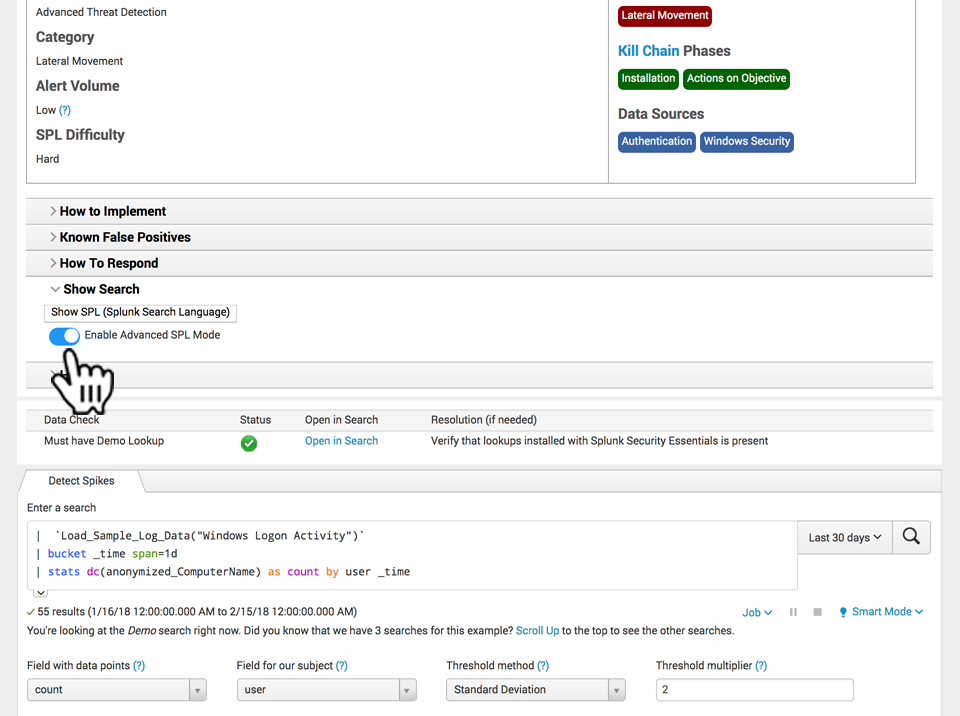 Advanced Threat Detection
Category
Lateral Movement
Alert Volume
Low (?)
SPL Difficulty
Hard
Lateral Movement
Kill Chain Phases
Installation Actions on Objective
Data Sources
Authentication Windows Security
How to Implement
Known False Positives
How To Respond
Show Search
Show SPL (Splunk Search Language)
Enable Advanced SPL Mode
Data Check Status Open in Search Resolution (if needed)
Must have Demo Lookup Open in Search Verify that lookups installed with Splunk Security Essentials is present
Detect Spikes
Enter a search
| `Load_Sample_Log_Data("Windows Logon Activity")`
| bucket _time span=1d
| stats dc(anonymized_ComputerName) as count by user _time
Last 30 days
55 results (1/16/18 12:00:00.000 AM to 2/15/18 12:00:00.000 AM)
Job Smart Mode
You're looking at the Demo search right now. Did you know that we have 3 searches for this example? Scroll Up to the top to see the other searches.
Field with data points (?) Field for our subject (?) Threshold method (?) Threshold multiplier (?)
count user Standard Deviation 2